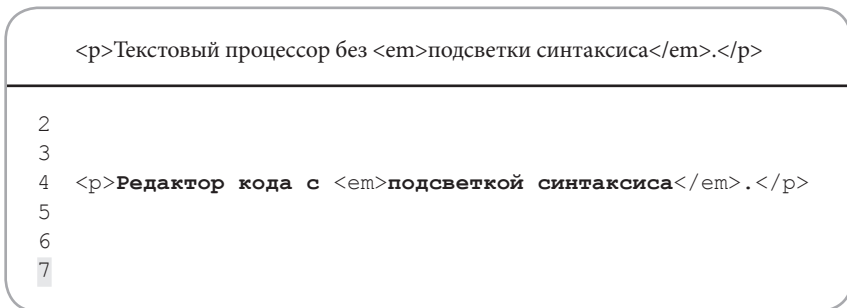 <p>Текстовый процессор без <em>подсветки синтаксиса</em>.</p>
2
3
4 <p>Редактор кода с <em>подсветкой синтаксиса</em>.</p>
5
6
7